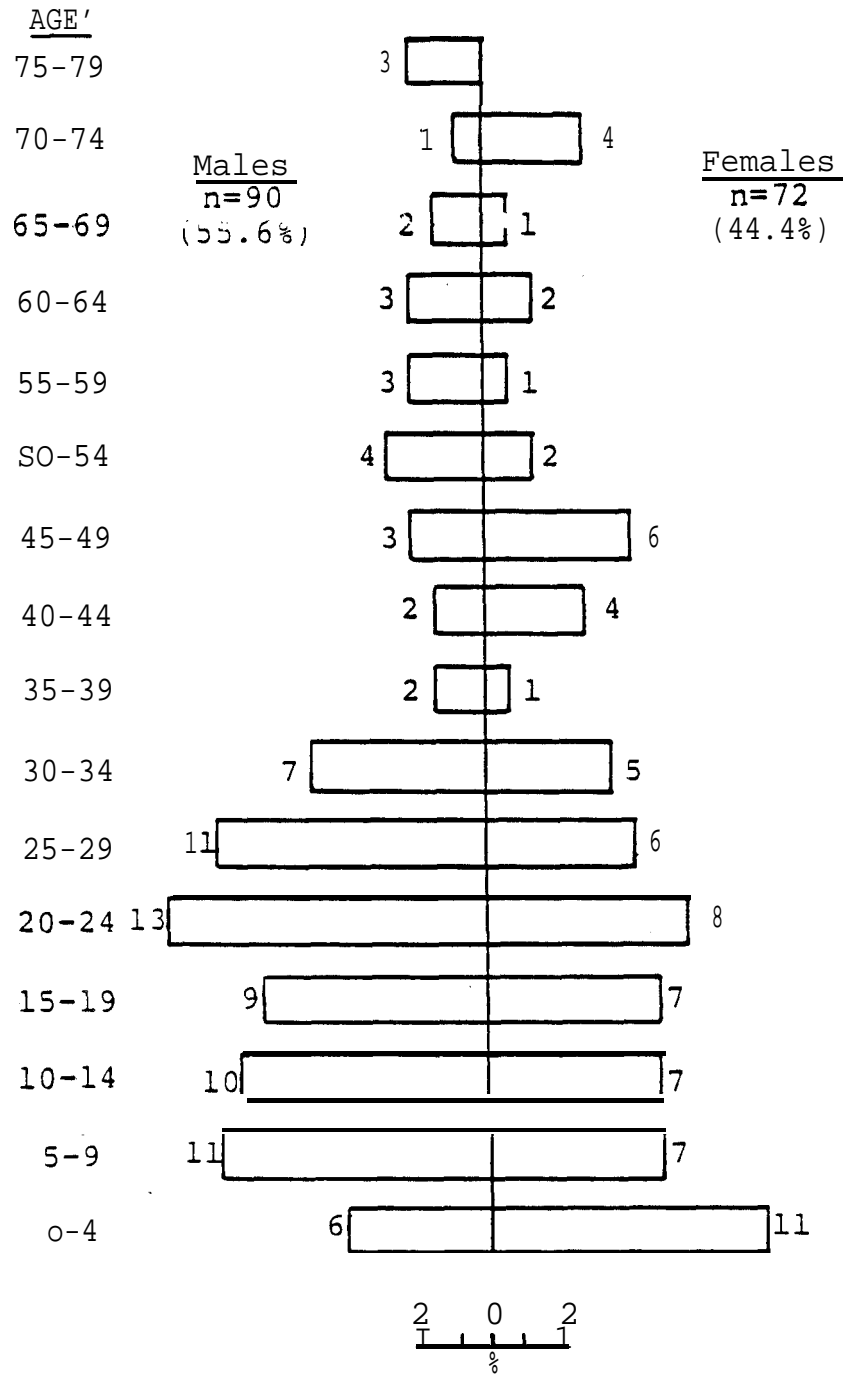 AGE'
75-79 3
70-74 1 4
Males Females
n=90 n=72
65-69 (55.6%) 2 1 (44.4%)
60-64 3 2
55-59 3 1
SO-54 4 2
45-49 3 6
40-44 2 4
35-39 2 1
30-34 7 5
25-29 11 6
20-24 13 8
15-19 9 7
10-14 10 7
5-9 11 7
o-4 6 11
2 0 2
%